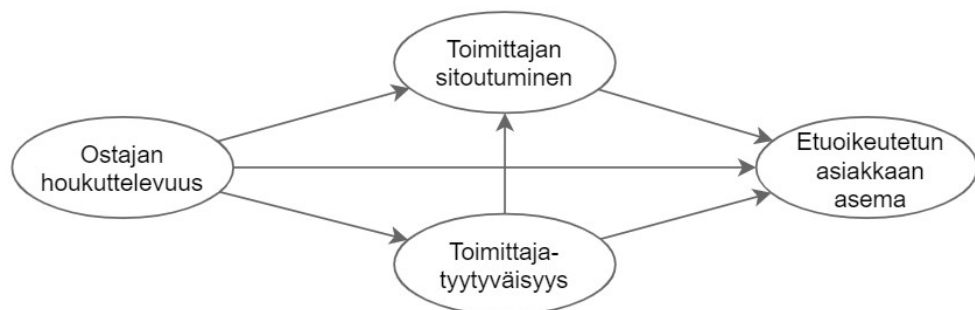 Toimittajan
sitoutuminen
Ostajan
houkuttelevuus
Etuoikeutetun
asiakkaan
asema
Toimittaja-
tyytyväisyys